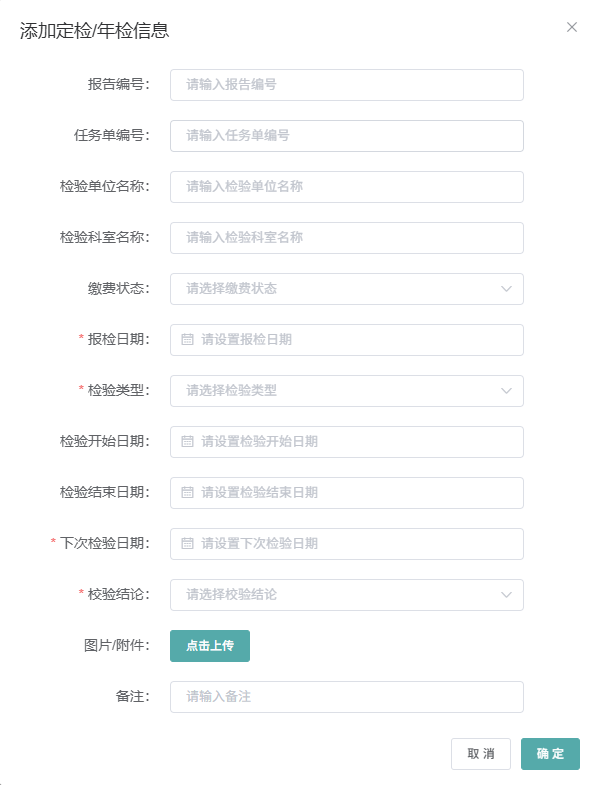 添加定检/年检信息
报告编号: 请输入报告编号
任务单编号: 请输入任务单编号
检验单位名称: 请输入检验单位名称
检验科室名称: 请输入检验科室名称
缴费状态: 请选择缴费状态
* 报检日期: 请设置报检日期
* 检验类型: 请选择检验类型
检验开始日期: 请设置检验开始日期
检验结束日期: 请设置检验结束日期
* 下次检验日期: 请设置下次检验日期
* 校验结论: 请选择校验结论
图片/附件: 点击上传
备注: 请输入备注
取 消 确 定